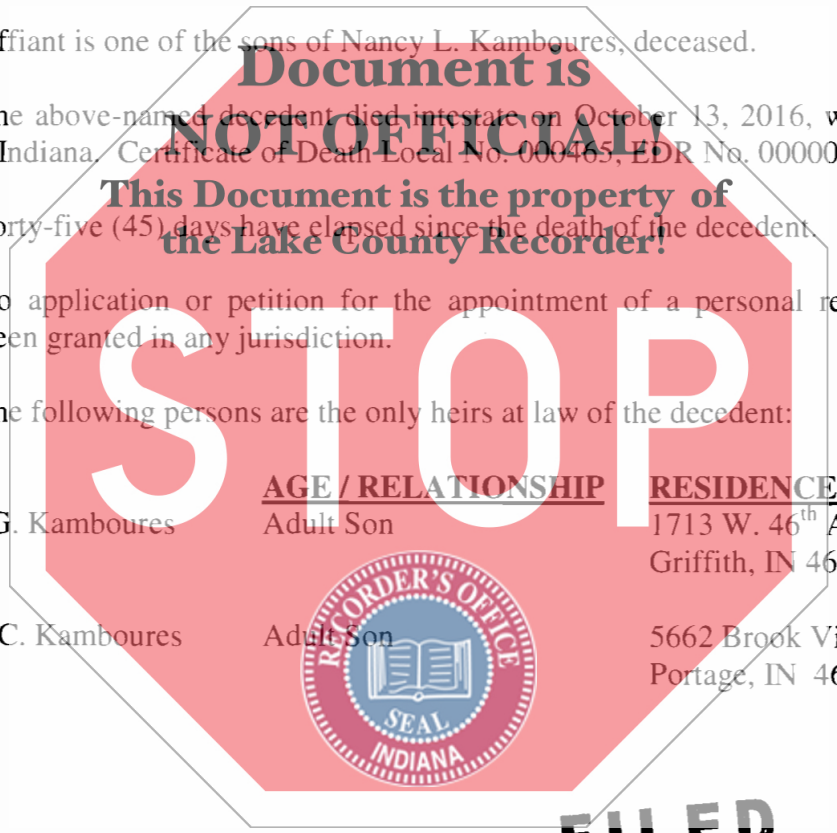 ffiant is one of the sons of Nancy L. Kamboures, deceased.
Document is
he above-named decedent died intestate on October 13, 2016, w
NOT OFFICIAL!
Indiana. Certificate of Death Local No. 000465, EDR No. 00000
This Document is the property of
orty-five (45) days have elapsed since the death of the decedent.
the Lake County Recorder!
o application or petition for the appointment of a personal re
een granted in any jurisdiction.
STOP
he following persons are the only heirs at law of the decedent:
AGE / RELATIONSHIP RESIDENCE
G. Kamboures Adult Son 1713 W. 46th A
Griffith, IN 46
C. Kamboures Adult Son 5662 Brook Vi
Portage, IN 46
RECORDER'S OFFICE
SEAL
INDIANA
FILED